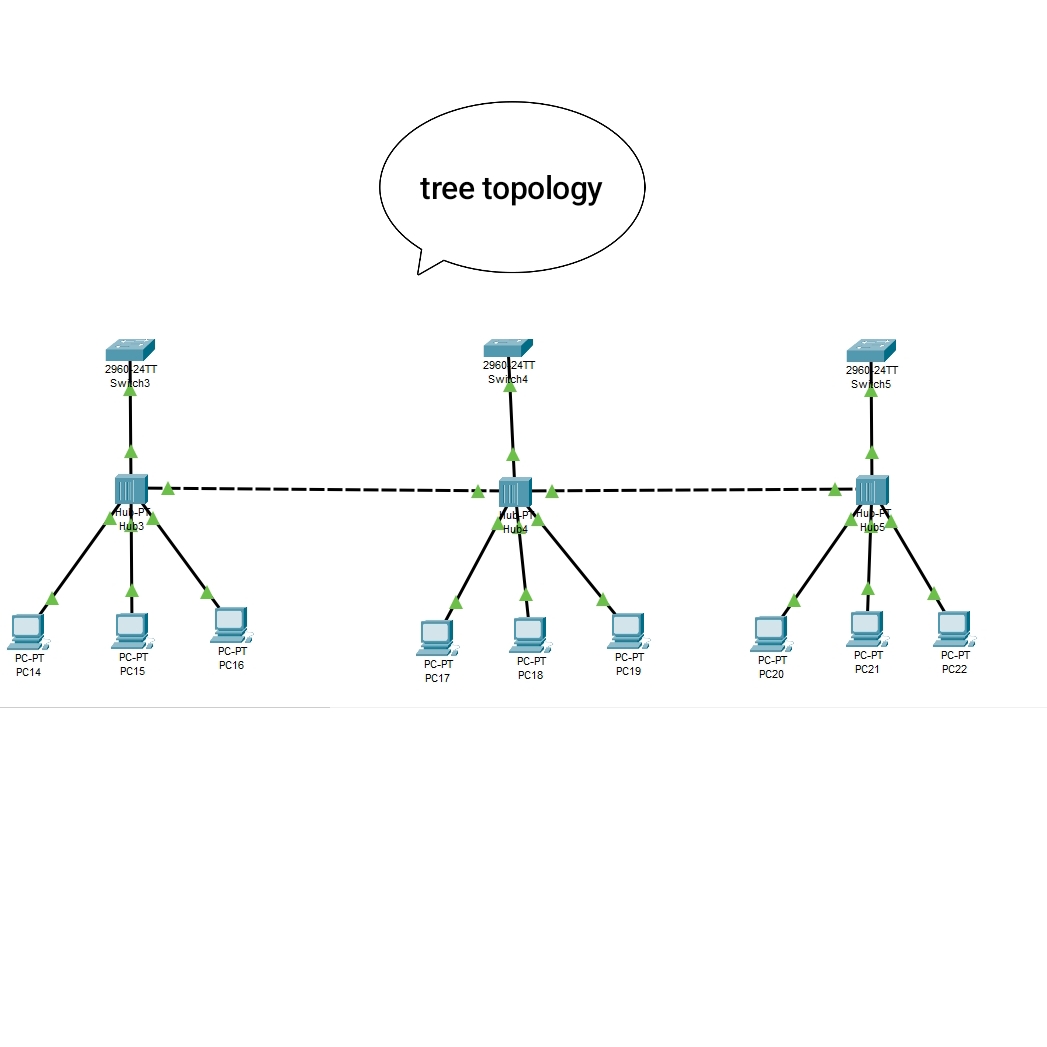 tree topology
2960-24TT
Switch3
2960-24TT
Switch4
2960-24TT
Switch5
Hub-PT
Hub3
Hub-PT
Hub4
Hub-PT
Hub5
PC-PT
PC14
PC-PT
PC15
PC-PT
PC16
PC-PT
PC17
PC-PT
PC18
PC-PT
PC19
PC-PT
PC20
PC-PT
PC21
PC-PT
PC22